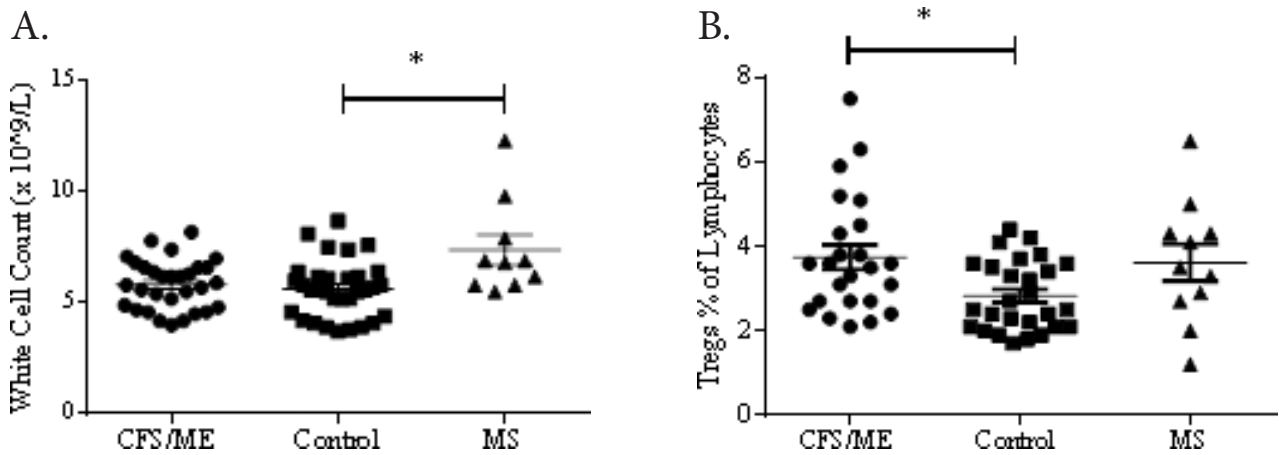 A.
*
White Cell Count (x 10^9/L)
15
10
5
0
CFS/ME Control MS
B.
*
Tregs % of Lymphocytes
8
6
4
2
0
CFS/ME Control MS